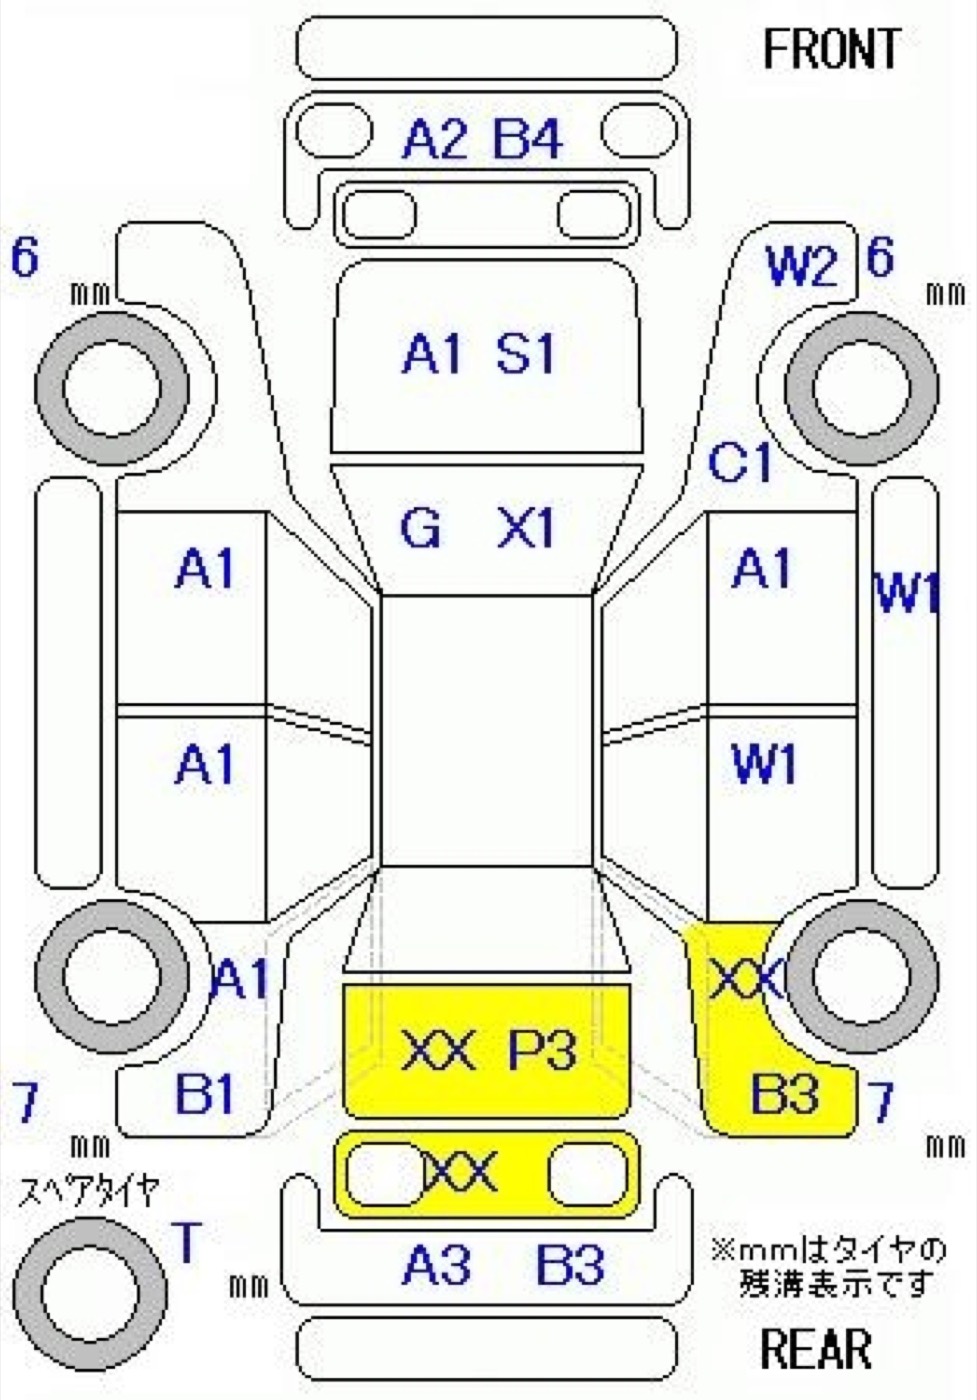 FRONT
A2 B4
6
mm
W2
6
mm
A1 S1
C1
G X1
A1
A1
W1
A1
W1
A1
XX
XX P3
B1
B3
7
mm
7
mm
XX
スペアタイヤ
T
mm
A3 B3
※mmはタイヤの
残溝表示です
REAR